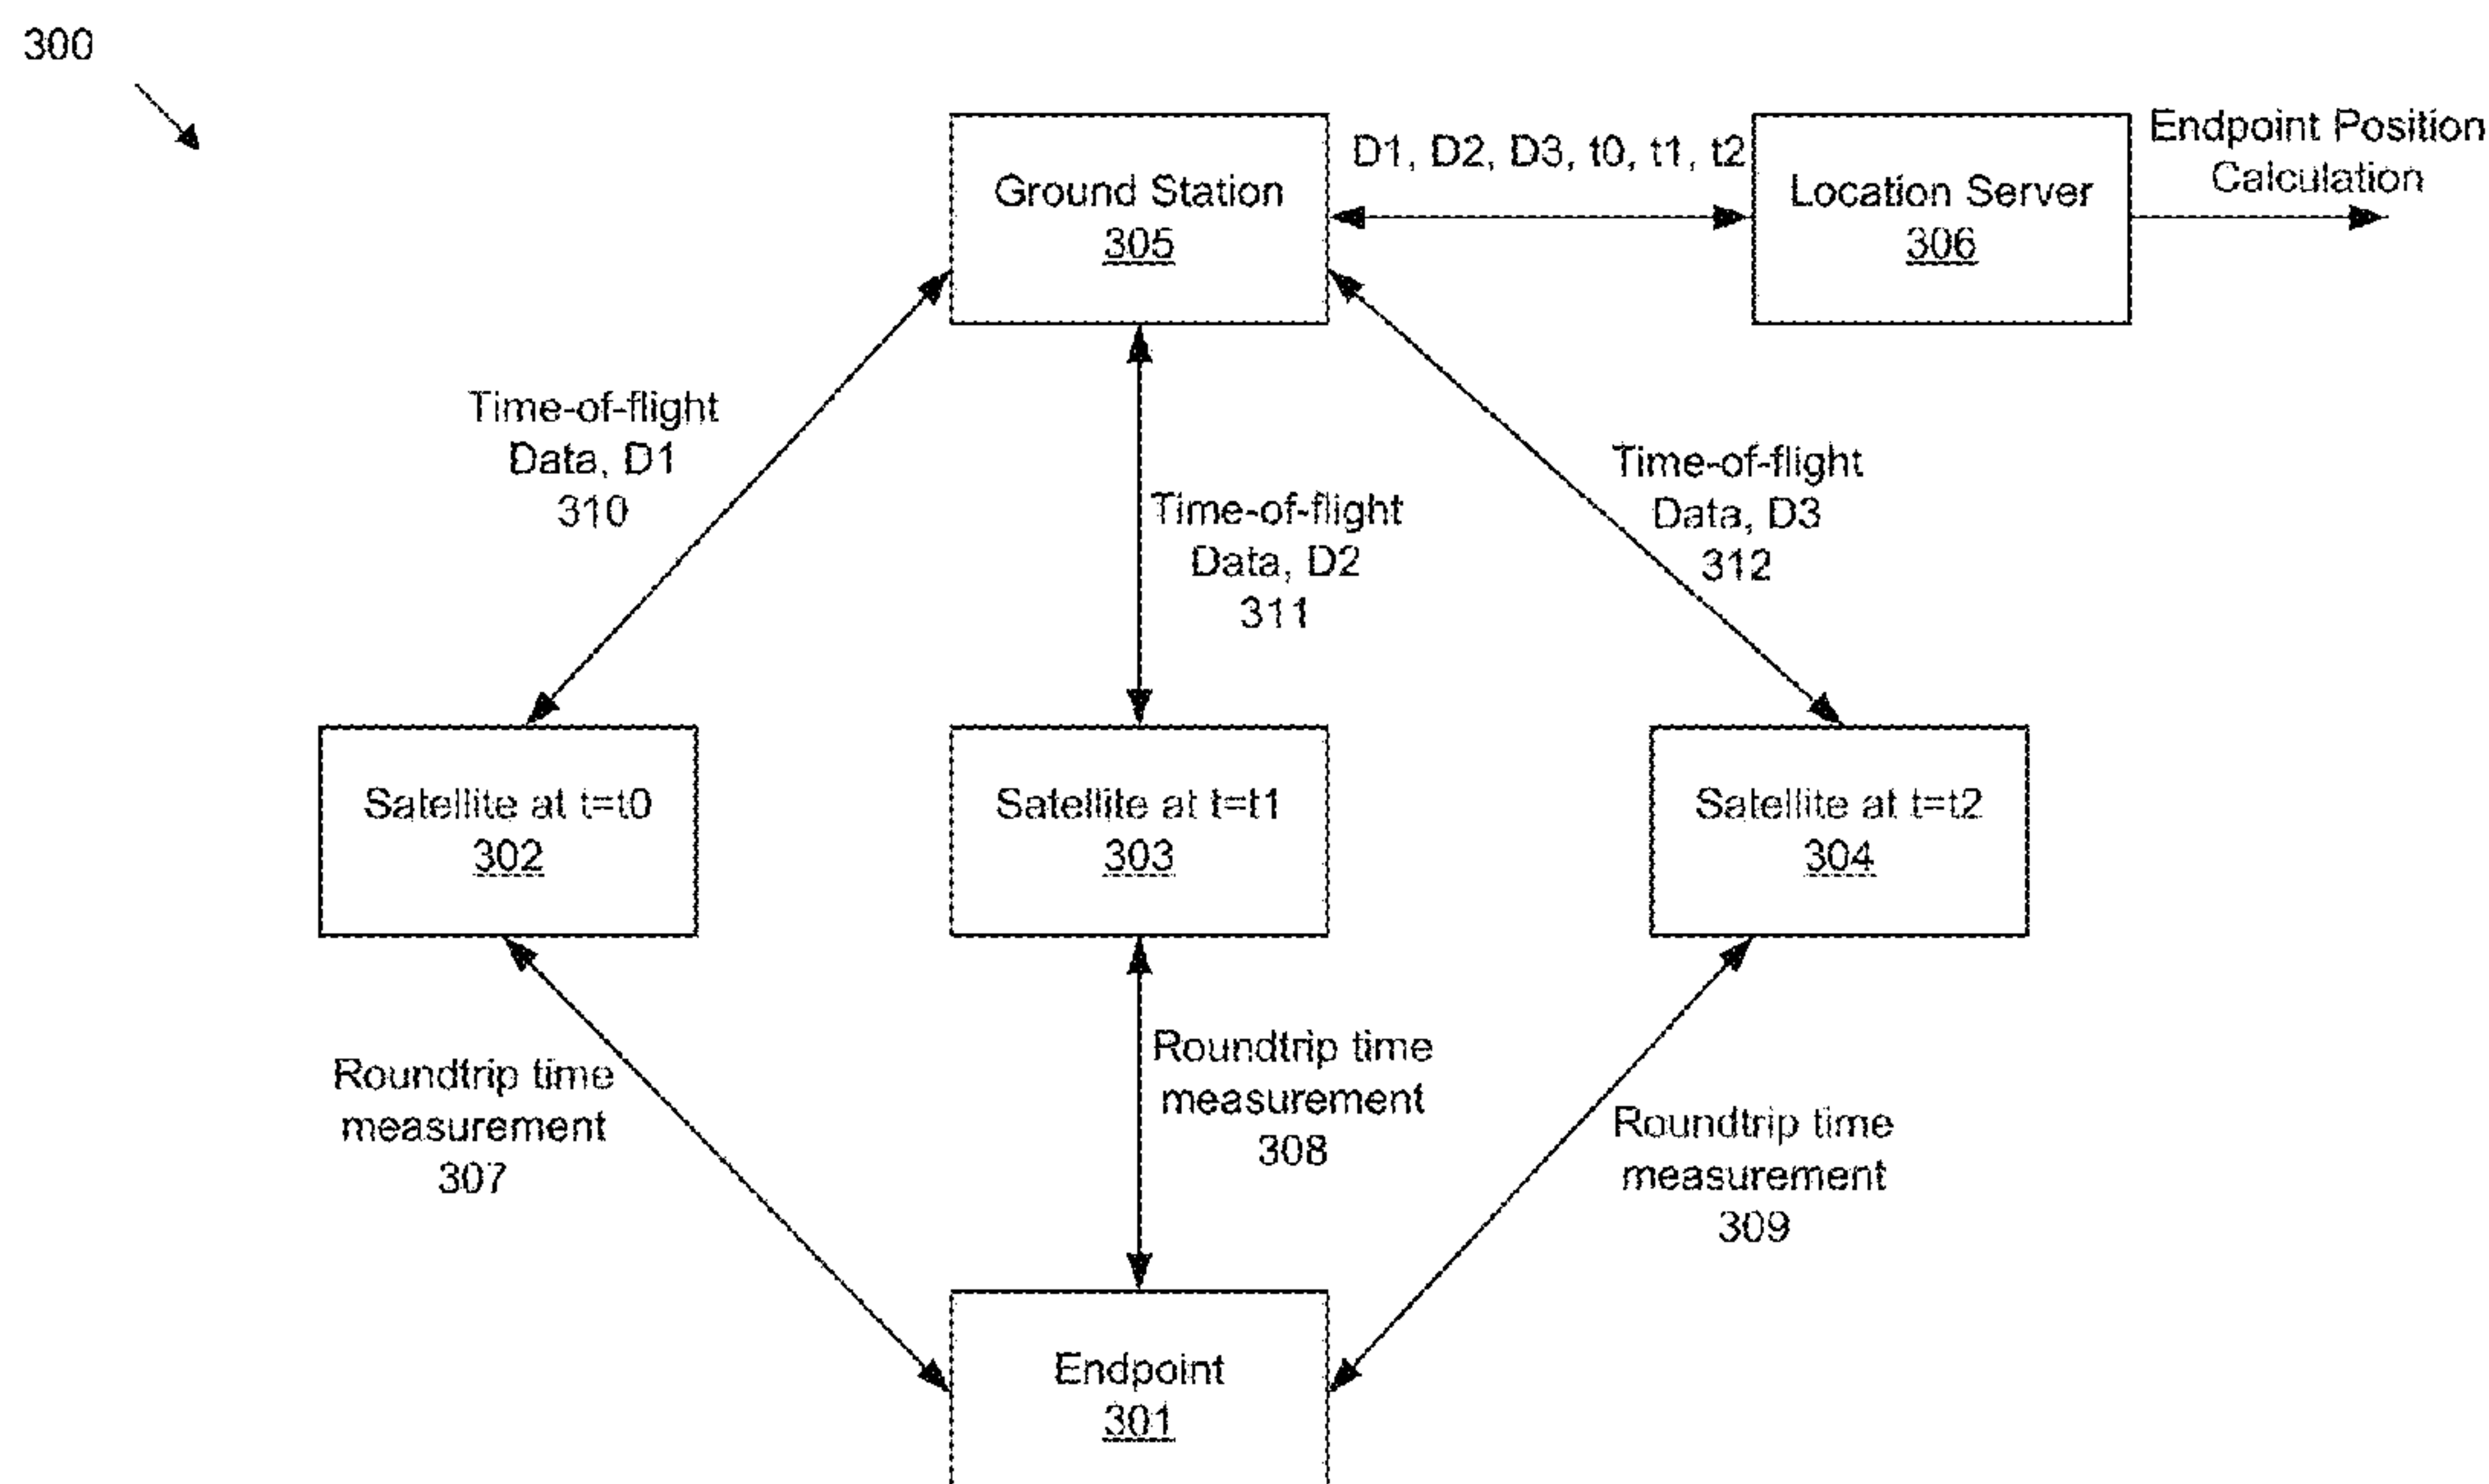 300
Ground Station
305
D1, D2, D3, t0, t1, t2
Location Server
306
Endpoint Position
Calculation
Time-of-flight
Data, D1
310
Time-of-flight
Data, D2
311
Time-of-flight
Data, D3
312
Satellite at t=t0
302
Satellite at t=t1
303
Satellite at t=t2
304
Roundtrip time
measurement
307
Roundtrip time
measurement
308
Roundtrip time
measurement
309
Endpoint
301